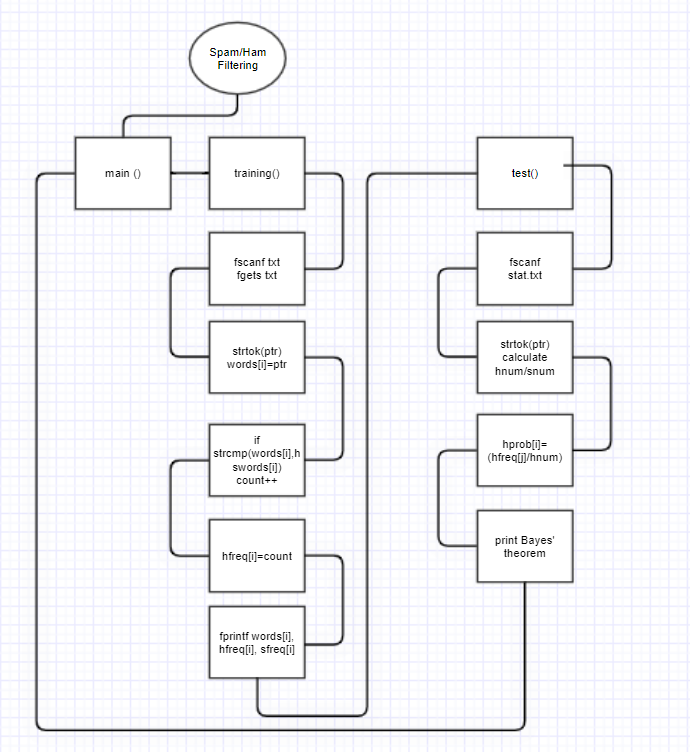 Spam/Ham
Filtering
main ()
training()
fscanf txt
fgets txt
strtok(ptr)
words[i]=ptr
if
strcmp(words[i],h
swords[i])
count++
hfreq[i]=count
fprintf words[i],
hfreq[i], sfreq[i]
test()
fscanf
stat.txt
strtok(ptr)
calculate
hnum/snum
hprob[i]=
(hfreq[j]/hnum)
print Bayes'
theorem